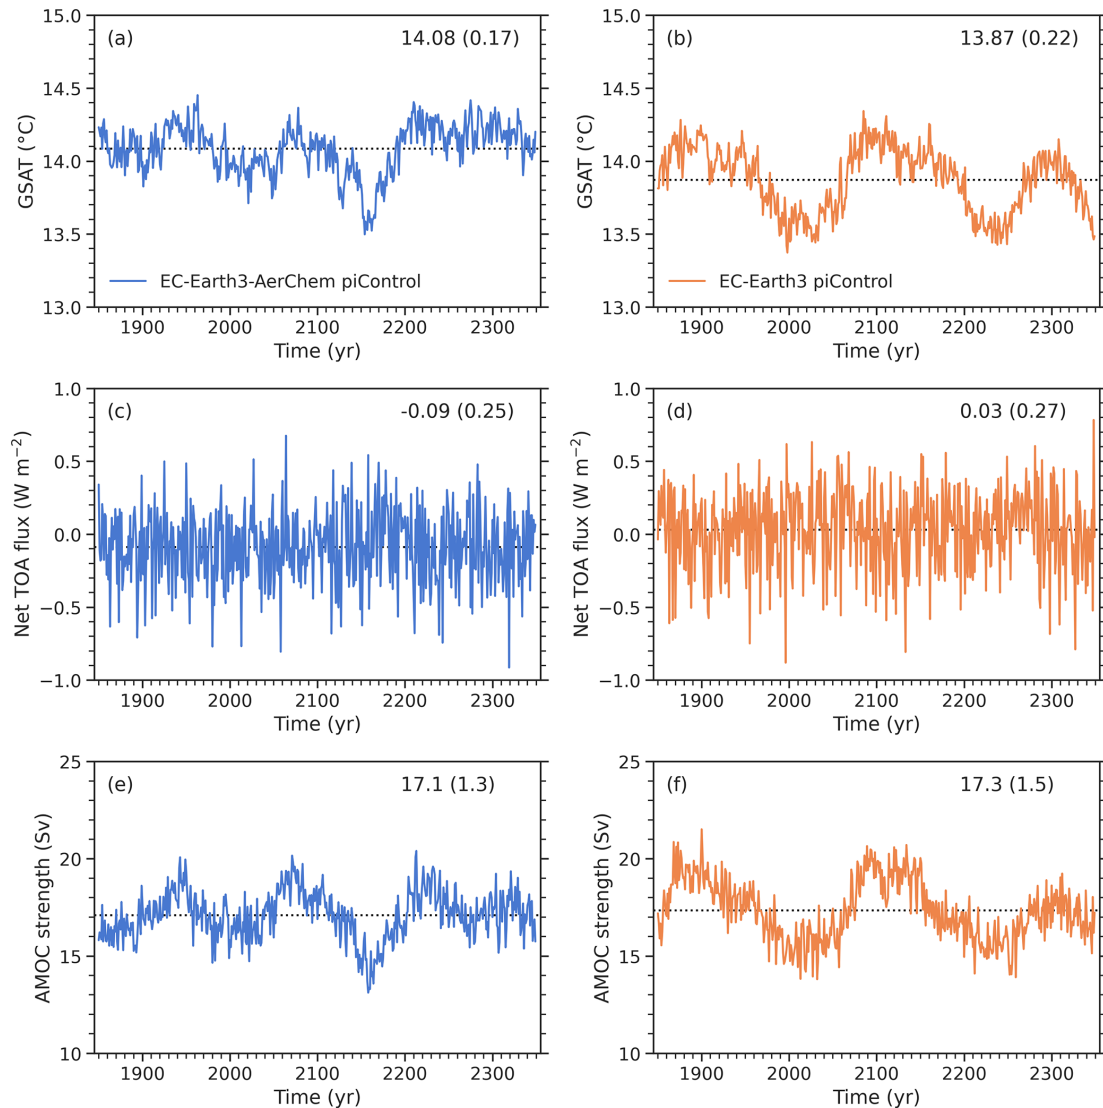 (a) 14.08 (0.17)
15.0
14.5
14.0
13.5
13.0
GSAT (°C)
EC-Earth3-AerChem piControl
1900 2000 2100 2200 2300
Time (yr)
(b) 13.87 (0.22)
15.0
14.5
14.0
13.5
13.0
GSAT (°C)
EC-Earth3 piControl
1900 2000 2100 2200 2300
Time (yr)
(c) -0.09 (0.25)
1.0
0.5
0.0
−0.5
−1.0
Net TOA flux (W m⁻²)
1900 2000 2100 2200 2300
Time (yr)
(d) 0.03 (0.27)
1.0
0.5
0.0
−0.5
−1.0
Net TOA flux (W m⁻²)
1900 2000 2100 2200 2300
Time (yr)
(e) 17.1 (1.3)
25
20
15
10
AMOC strength (Sv)
1900 2000 2100 2200 2300
Time (yr)
(f) 17.3 (1.5)
25
20
15
10
AMOC strength (Sv)
1900 2000 2100 2200 2300
Time (yr)